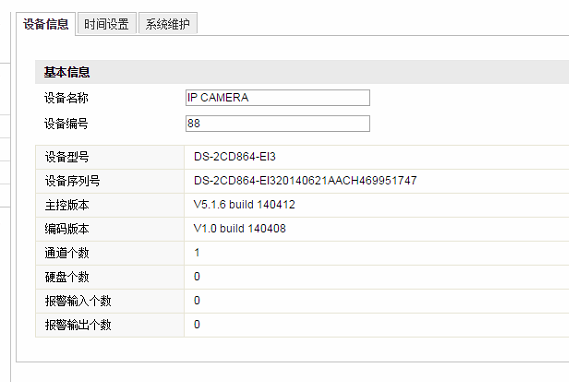 设备信息 时间设置 系统维护
基本信息
设备名称 IP CAMERA
设备编号 88
设备型号 DS-2CD864-EI3
设备序列号 DS-2CD864-EI320140621AACH469951747
主控版本 V5.1.6 build 140412
编码版本 V1.0 build 140408
通道个数 1
硬盘个数 0
报警输入个数 0
报警输出个数 0